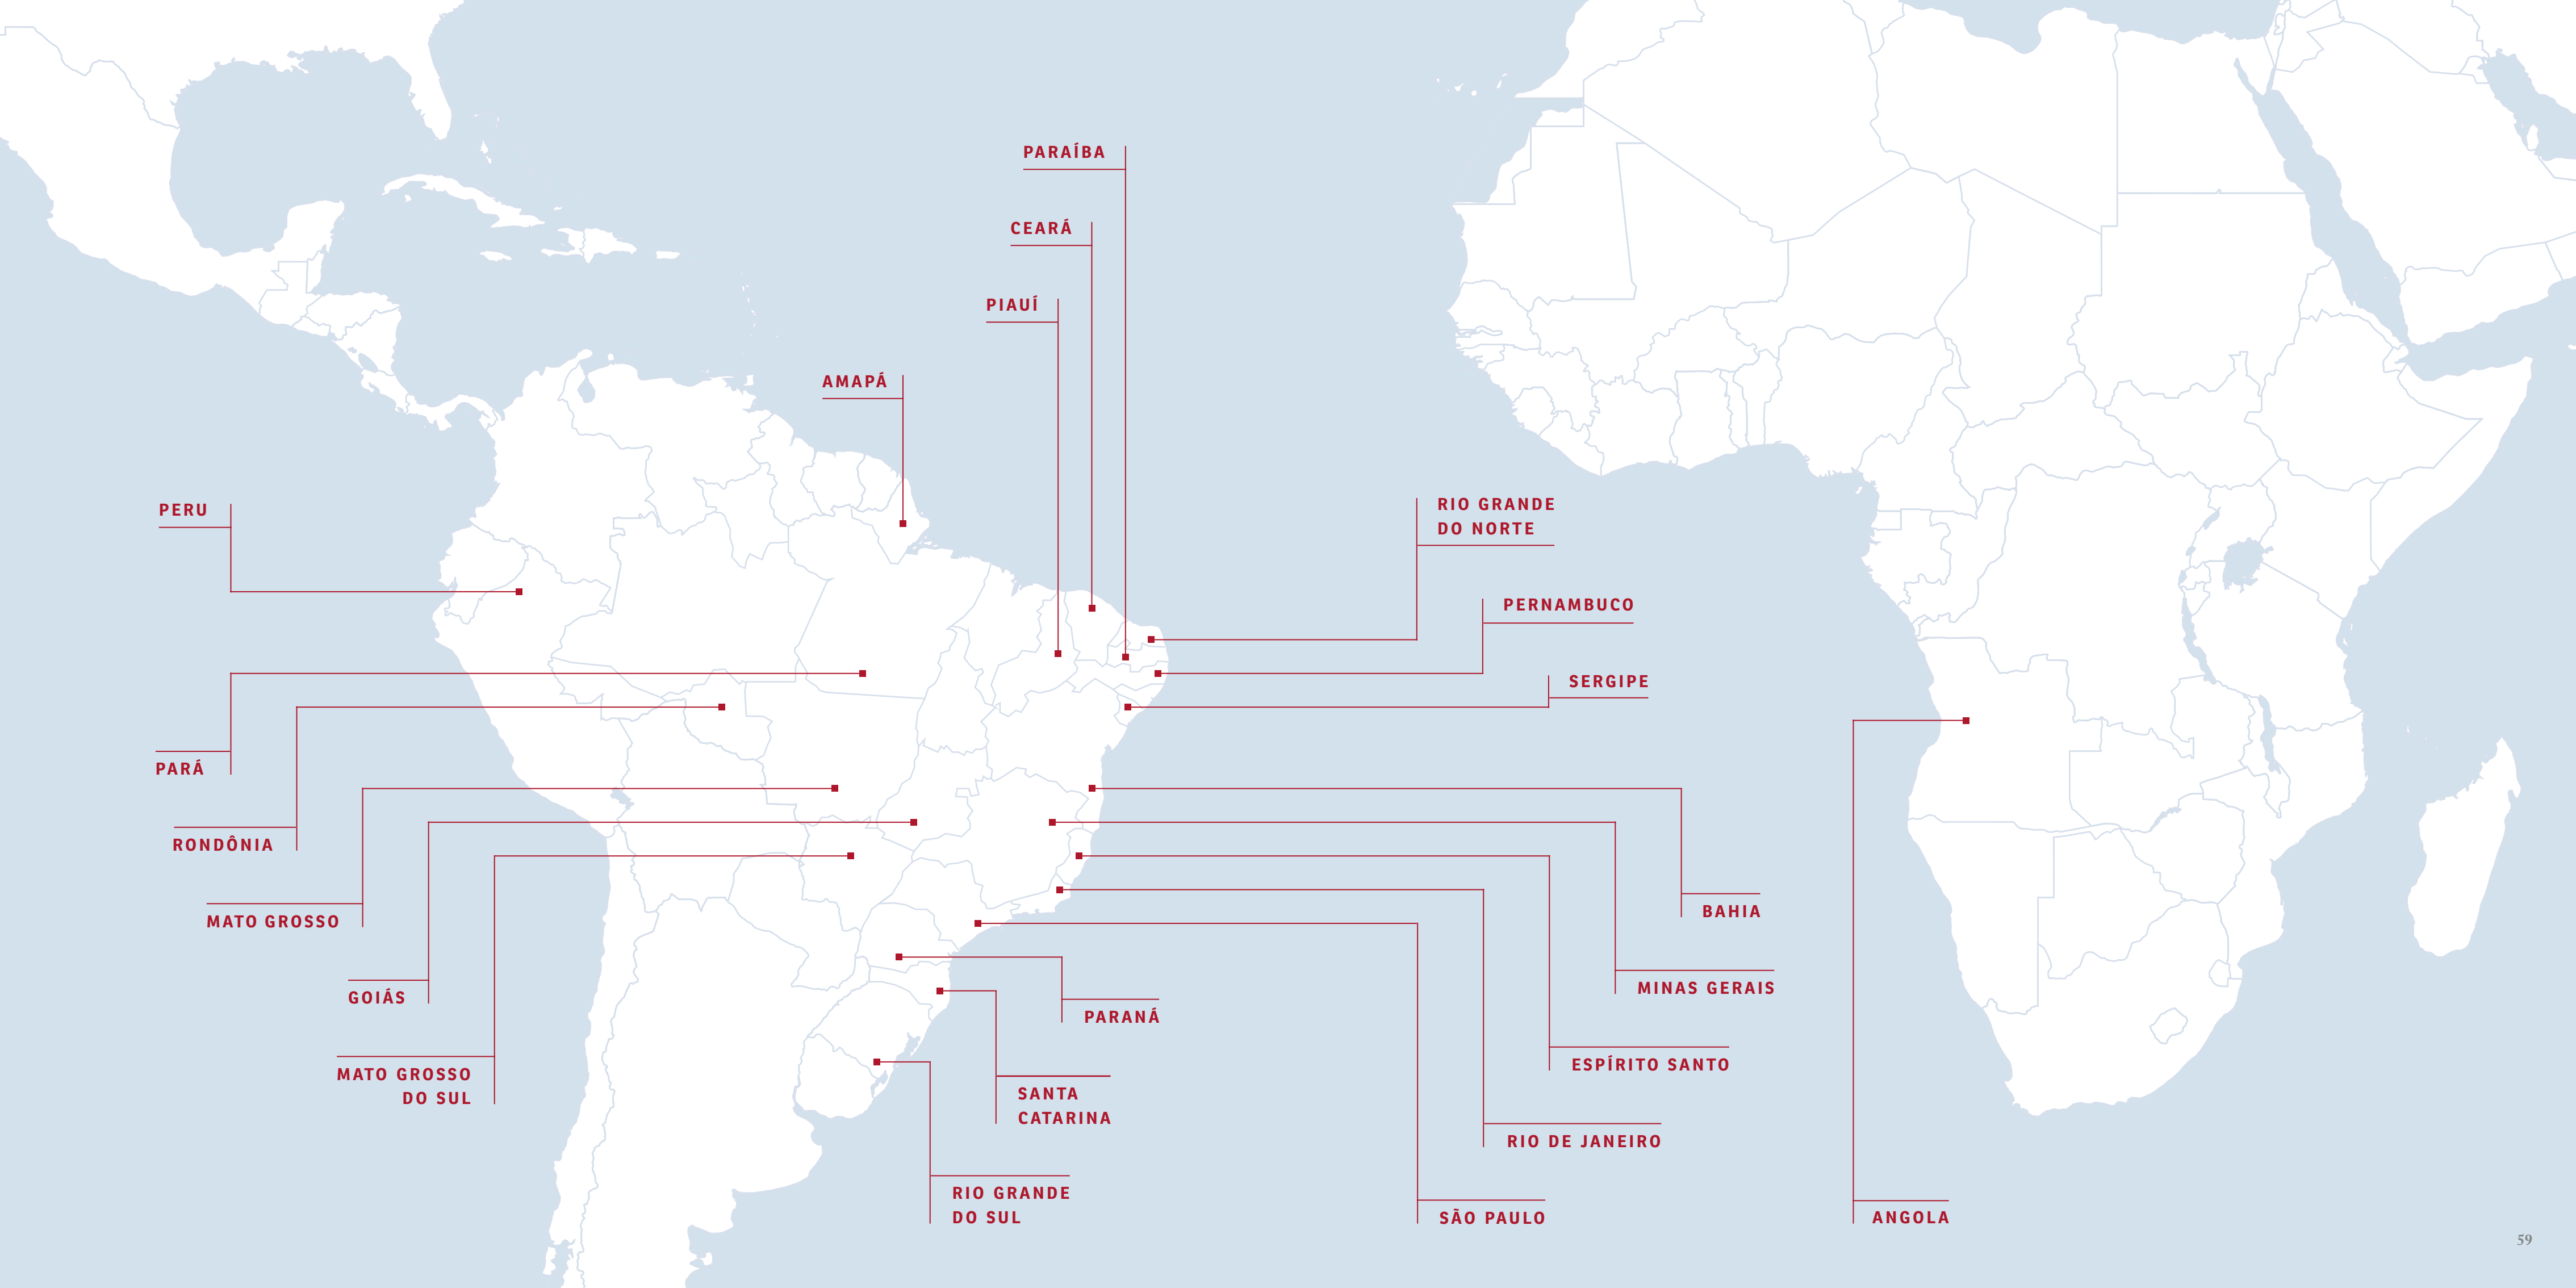 PARAÍBA
CEARÁ
PIAUÍ
AMAPÁ
PERU
RIO GRANDE
DO NORTE
PERNAMBUCO
SERGIPE
PARÁ
RONDÔNIA
MATO GROSSO
GOIÁS
MATO GROSSO
DO SUL
BAHIA
MINAS GERAIS
PARANÁ
ESPÍRITO SANTO
SANTA
CATARINA
RIO DE JANEIRO
RIO GRANDE
DO SUL
SÃO PAULO
ANGOLA
59